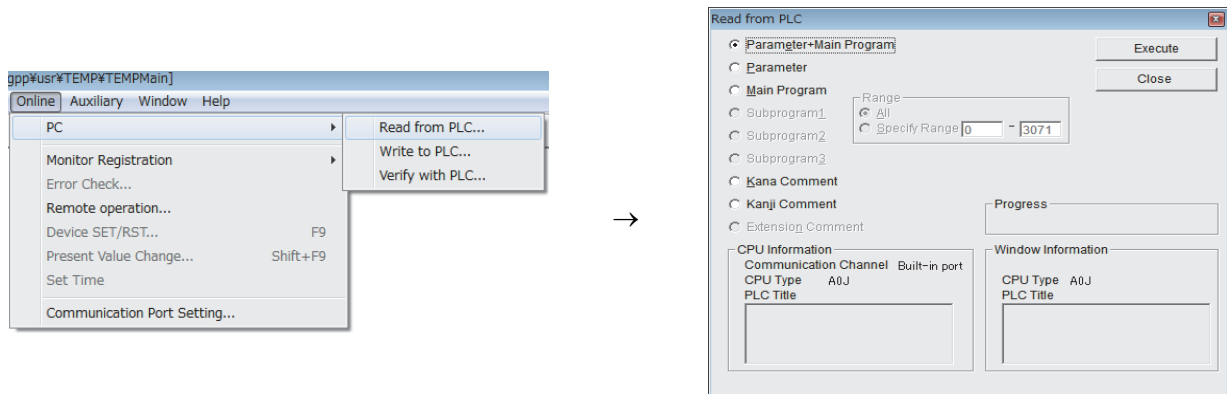 gpp¥usr¥TEMP¥TEMPMain]
Online Auxiliary Window Help
PC
Monitor Registration
Error Check...
Remote operation...
Device SET/RST... F9
Present Value Change... Shift+F9
Set Time
Communication Port Setting...
Read from PLC...
Write to PLC...
Verify with PLC...
→
Read from PLC
Parameter+Main Program
Parameter
Main Program
Subprogram1
Subprogram2
Subprogram3
Kana Comment
Kanji Comment
Extension Comment
Range
All
Specify Range 0 - 3071
Execute
Close
Progress
CPU Information
Communication Channel Built-in port
CPU Type A0J
PLC Title
Window Information
CPU Type A0J
PLC Title